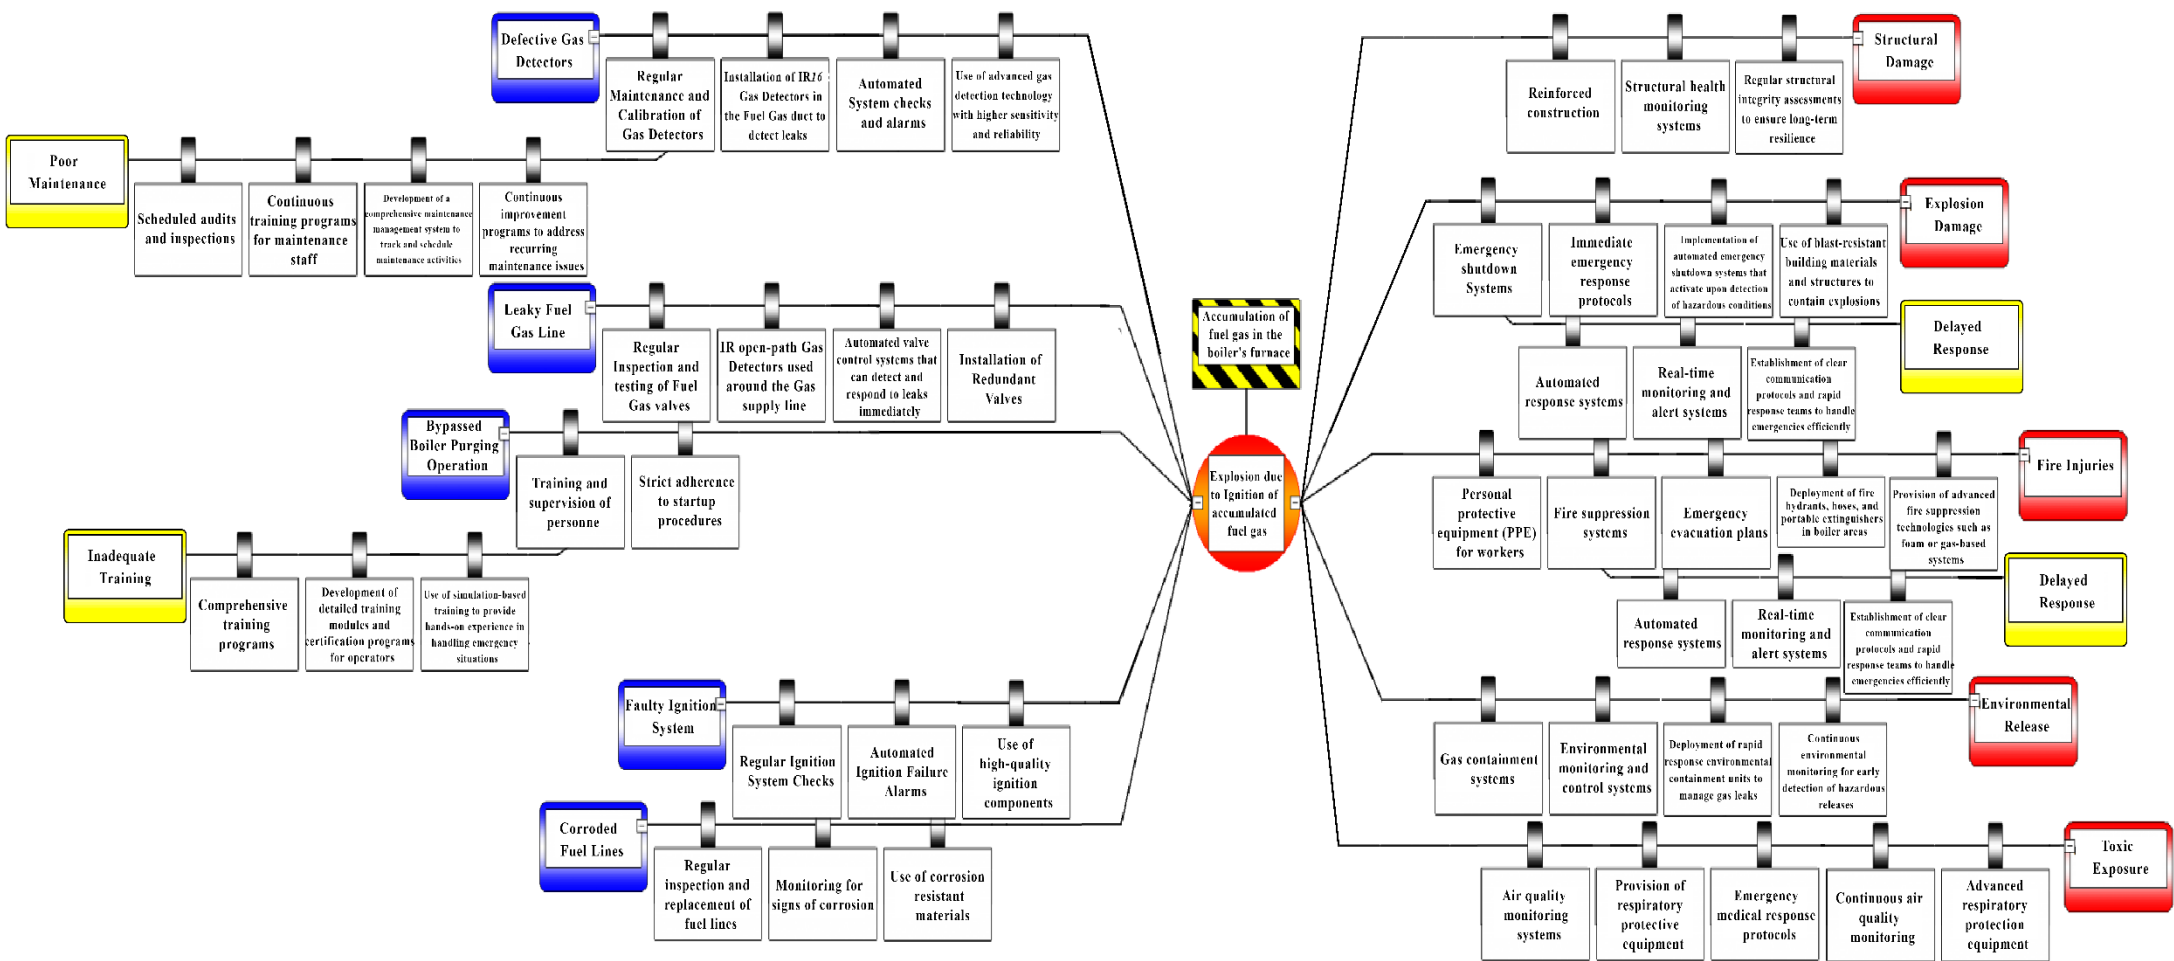 Defective Gas
Detectors
Regular
Maintenance and
Calibration of
Gas Detectors
Installation of IR16
Gas Detectors in
the Fuel Gas duct to
detect leaks
Automated
System checks
and alarms
Use of advanced gas
detection technology
with higher sensitivity
and reliability
Poor
Maintenance
Scheduled audits
and inspections
Continuous
training programs
for maintenance
staff
Development of a
comprehensive maintenance
management system to
track and schedule
maintenance activities
Continuous
improvement
programs to address
recurring
maintenance issues
Leaky Fuel
Gas Line
Regular
Inspection and
testing of Fuel
Gas valves
IR open-path Gas
Detectors used
around the Gas
supply line
Automated valve
control systems that
can detect and
respond to leaks
immediately
Installation of
Redundant
Valves
Bypassed
Boiler Purging
Operation
Training and
supervision of
personne
Strict adherence
to startup
procedures
Inadequate
Training
Comprehensive
training
programs
Development of
detailed training
modules and
certification programs
for operators
Use of simulation-based
training to provide
hands-on experience in
handling emergency
situations
Faulty Ignition
System
Regular Ignition
System Checks
Automated
Ignition Failure
Alarms
Use of
high-quality
ignition
components
Corroded
Fuel Lines
Regular
inspection and
replacement of
fuel lines
Monitoring for
signs of corrosion
Use of corrosion
resistant
materials
Accumulation of
fuel gas in the
boiler's furnace
Explosion due
to Ignition of
accumulated
fuel gas
Reinforced
construction
Structural health
monitoring
systems
Regular structural
integrity assessments
to ensure long-term
resilience
Structural
Damage
Emergency
shutdown
Systems
Immediate
emergency
response
protocols
Implementation of
automated emergency
shutdown systems that
activate upon detection
of hazardous conditions
Use of blast-resistant
building materials
and structures to
contain explosions
Explosion
Damage
Automated
response systems
Real-time
monitoring and
alert systems
Establishment of clear
communication
protocols and rapid
response teams to handle
emergencies efficiently
Delayed
Response
Personal
protective
equipment (PPE)
for workers
Fire suppression
systems
Emergency
evacuation plans
Deployment of fire
hydrants, hoses, and
portable extinguishers
in boiler areas
Provision of advanced
fire suppression
technologies such as
foam or gas-based
systems
Fire Injuries
Automated
response systems
Real-time
monitoring and
alert systems
Establishment of clear
communication
protocols and rapid
response teams to handle
emergencies efficiently
Delayed
Response
Gas containment
systems
Environmental
monitoring and
control systems
Deployment of rapid
response environmental
containment units to
manage gas leaks
Continuous
environmental
monitoring for early
detection of hazardous
releases
Environmental
Release
Air quality
monitoring
systems
Provision of
respiratory
protective
equipment
Emergency
medical response
protocols
Continuous air
quality
monitoring
Advanced
respiratory
protection
equipment
Toxic
Exposure